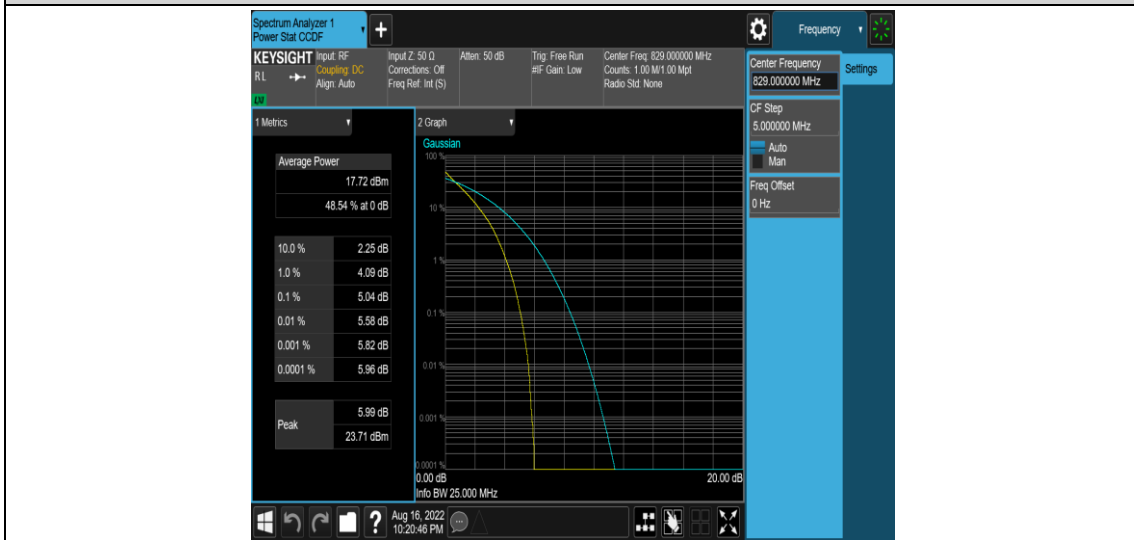 Spectrum Analyzer 1
Power Stat CCDF
+
Frequency
KEYSIGHT
Input: RF
Input Z: 50 Ω
Atten: 50 dB
Trig: Free Run
Center Freq: 829.000000 MHz
RL
Coupling: DC
Corrections: Off
#IF Gain: Low
Counts: 1.00 M/1.00 Mpt
Align: Auto
Freq Ref: Int (S)
Radio Std: None
Center Frequency
829.000000 MHz
Settings
CF Step
5.000000 MHz
Auto
Man
Freq Offset
0 Hz
1 Metrics
2 Graph
Gaussian
Average Power
17.72 dBm
48.54 % at 0 dB
10.0 % 2.25 dB
1.0 % 4.09 dB
0.1 % 5.04 dB
0.01 % 5.58 dB
0.001 % 5.82 dB
0.0001 % 5.96 dB
Peak
5.99 dB
23.71 dBm
100 %
10 %
1 %
0.1 %
0.01 %
0.001 %
0.0001 %
0.00 dB
20.00 dB
Info BW 25.000 MHz
?
Aug 16, 2022
10:20:46 PM